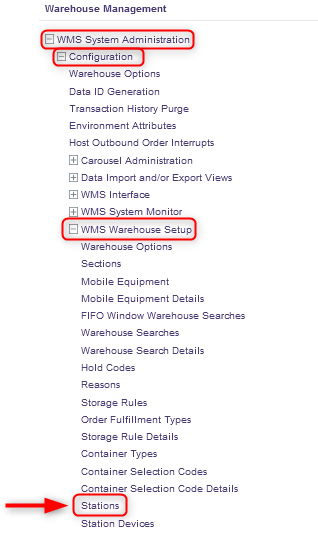 Warehouse Management
WMS System Administration
Configuration
Warehouse Options
Data ID Generation
Transaction History Purge
Environment Attributes
Host Outbound Order Interrupts
Carousel Administration
Data Import and/or Export Views
WMS Interface
WMS System Monitor
WMS Warehouse Setup
Warehouse Options
Sections
Mobile Equipment
Mobile Equipment Details
FIFO Window Warehouse Searches
Warehouse Searches
Warehouse Search Details
Hold Codes
Reasons
Storage Rules
Order Fulfillment Types
Storage Rule Details
Container Types
Container Selection Codes
Container Selection Code Details
Stations
Station Devices